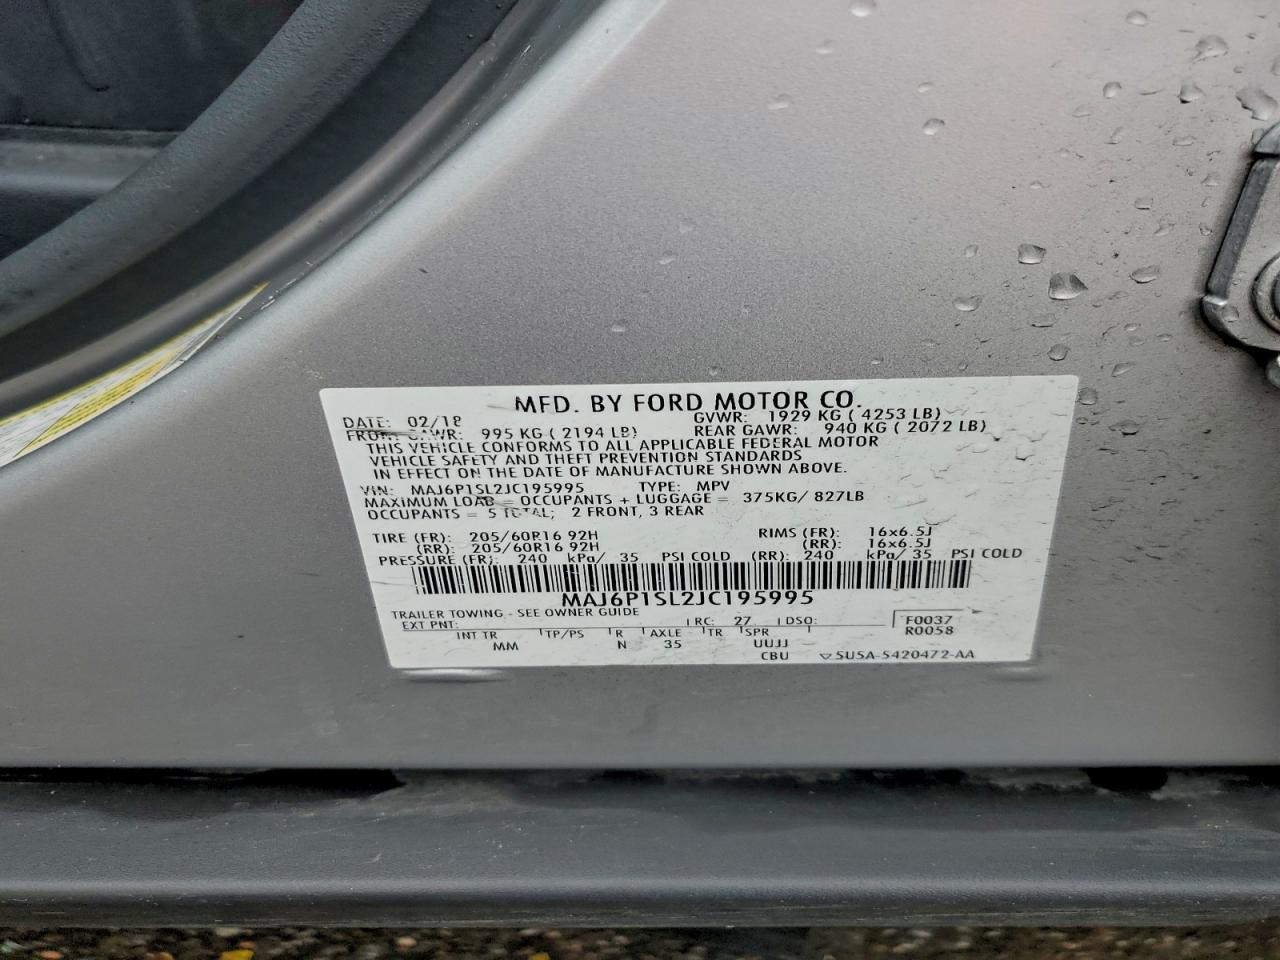 MFD. BY FORD MOTOR CO.
DATE: 02/18 GVWR: 1929 KG ( 4253 LB)
FRONT GAWR: 995 KG ( 2194 LB) REAR GAWR: 940 KG ( 2072 LB)
THIS VEHICLE CONFORMS TO ALL APPLICABLE FEDERAL MOTOR
VEHICLE SAFETY AND THEFT PREVENTION STANDARDS
IN EFFECT ON THE DATE OF MANUFACTURE SHOWN ABOVE.
VIN: MAJ6P1SL2JC195995 TYPE: MPV
MAXIMUM LOAD = OCCUPANTS + LUGGAGE = 375KG/ 827LB
OCCUPANTS = 5 TOTAL; 2 FRONT, 3 REAR
TIRE (FR): 205/60R16 92H RIMS (FR): 16x6.5J
(RR): 205/60R16 92H (RR): 16x6.5J
PRESSURE (FR): 240 kPa/ 35 PSI COLD (RR): 240 kPa/ 35 PSI COLD
MAJ6P1SL2JC195995
TRAILER TOWING - SEE OWNER GUIDE
EXT PNT: RC: 27 DSO: F0037
R0058
INT TR TP/PS R AXLE TR SPR
MM N 35 UUJJ
CBU ▽SU5A-5420472-AA